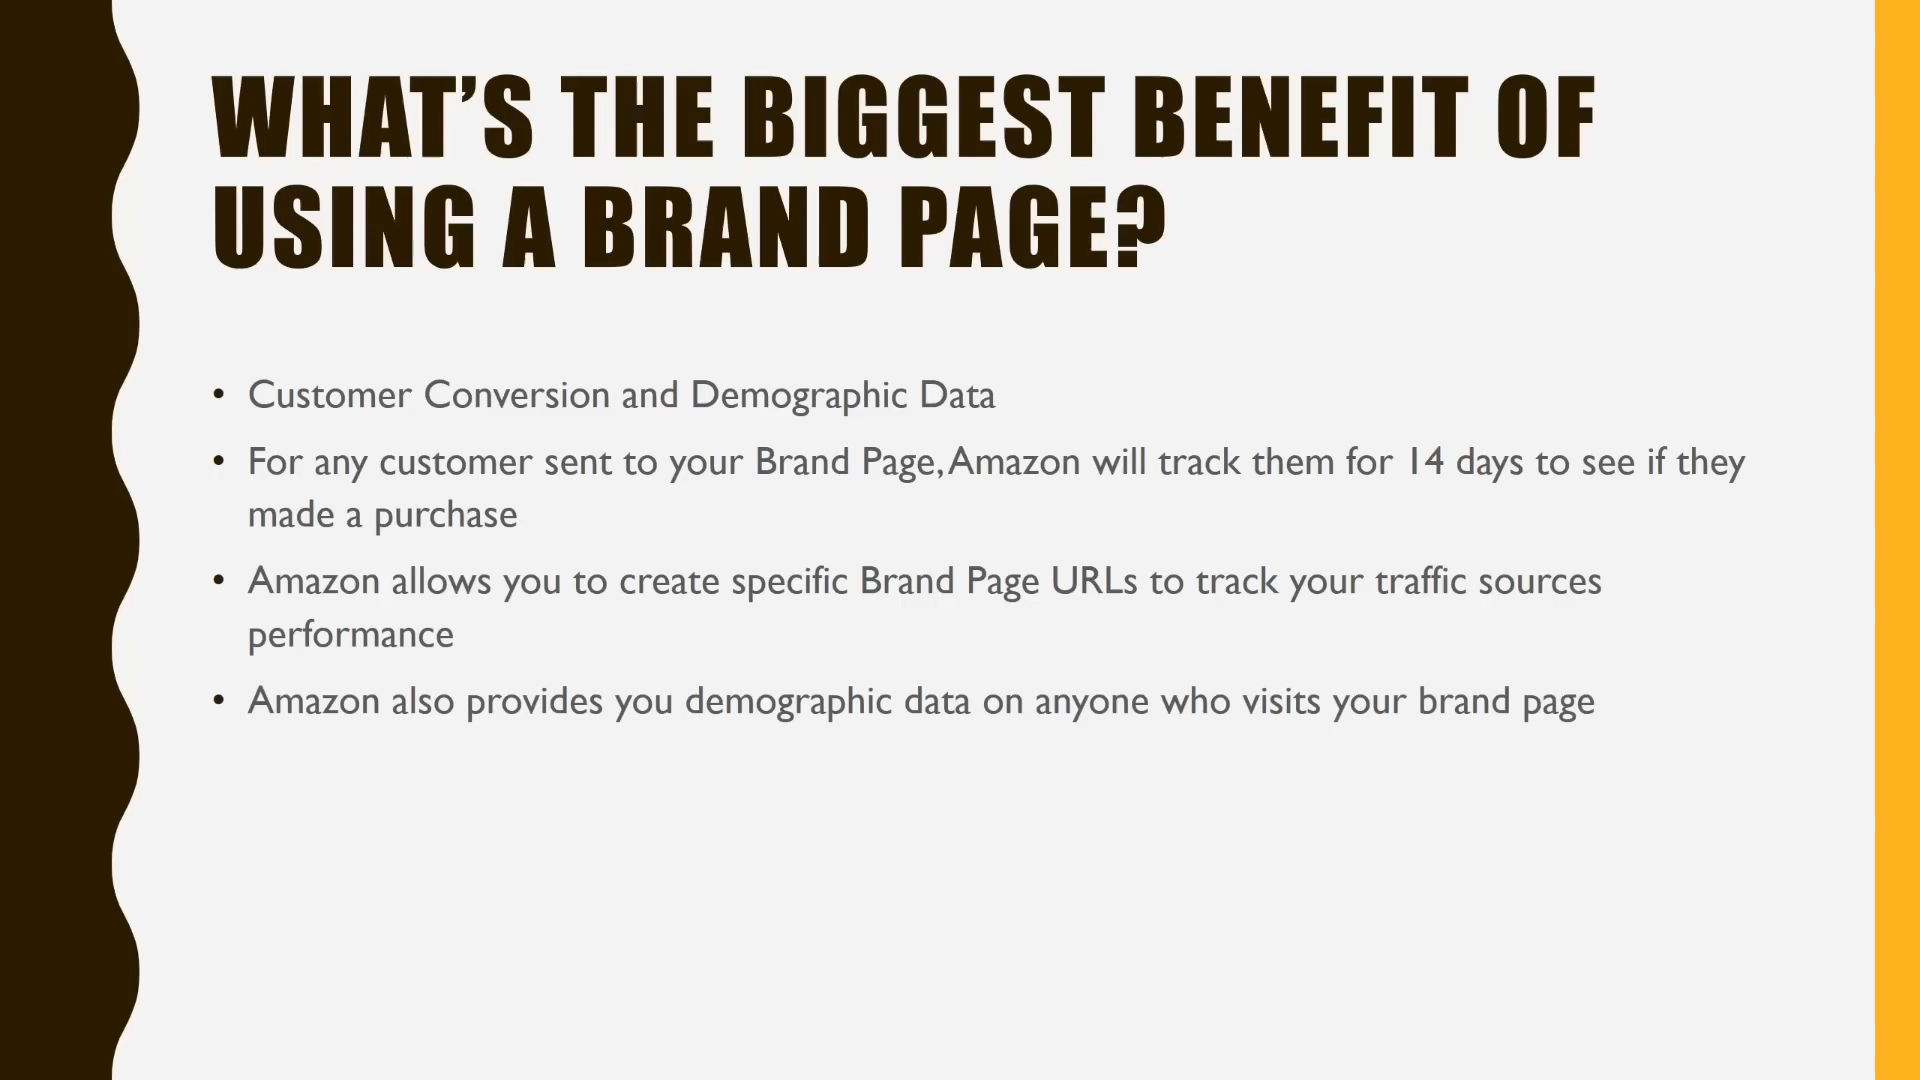 WHAT’S THE BIGGEST BENEFIT OF
USING A BRAND PAGE?
• Customer Conversion and Demographic Data
• For any customer sent to your Brand Page, Amazon will track them for 14 days to see if they
made a purchase
• Amazon allows you to create specific Brand Page URLs to track your traffic sources
performance
• Amazon also provides you demographic data on anyone who visits your brand page